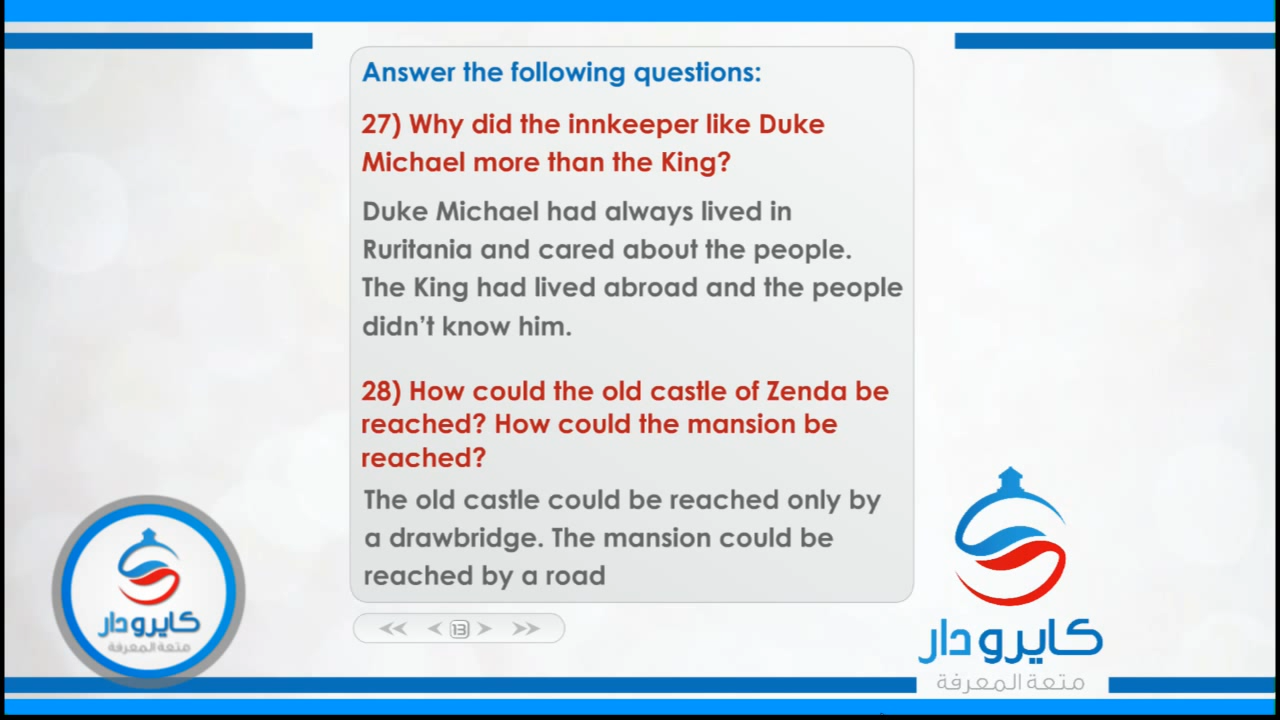 Answer the following questions:
27) Why did the innkeeper like Duke
Michael more than the King?
Duke Michael had always lived in
Ruritania and cared about the people.
The King had lived abroad and the people
didn't know him.
28) How could the old castle of Zenda be
reached? How could the mansion be
reached?
The old castle could be reached only by
a drawbridge. The mansion could be
reached by a road
13
كايرو دار
متعة المعرفة
كايرو دار
متعة المعرفة